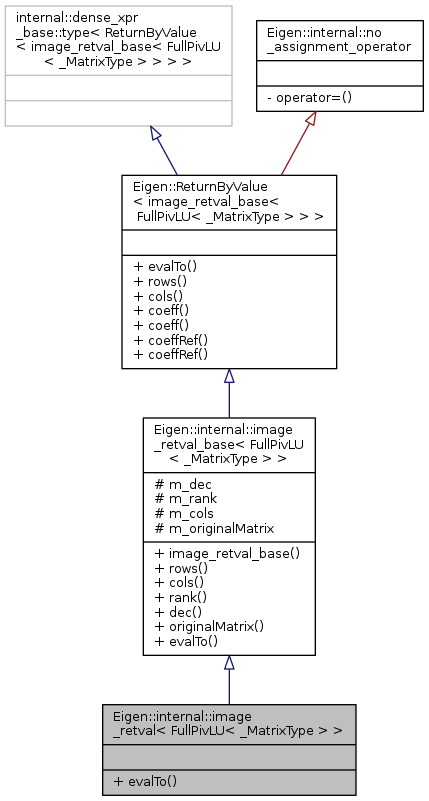 internal::dense_xpr
_base::type< ReturnByValue
< image_retval_base< FullPivLU
< _MatrixType > > > >
Eigen::internal::no
_assignment_operator
- operator=()
Eigen::ReturnByValue
< image_retval_base<
FullPivLU< _MatrixType > > >
+ evalTo()
+ rows()
+ cols()
+ coeff()
+ coeff()
+ coeffRef()
+ coeffRef()
Eigen::internal::image
_retval_base< FullPivLU
< _MatrixType > >
# m_dec
# m_rank
# m_cols
# m_originalMatrix
+ image_retval_base()
+ rows()
+ cols()
+ rank()
+ dec()
+ originalMatrix()
+ evalTo()
Eigen::internal::image
_retval< FullPivLU< _MatrixType > >
+ evalTo()